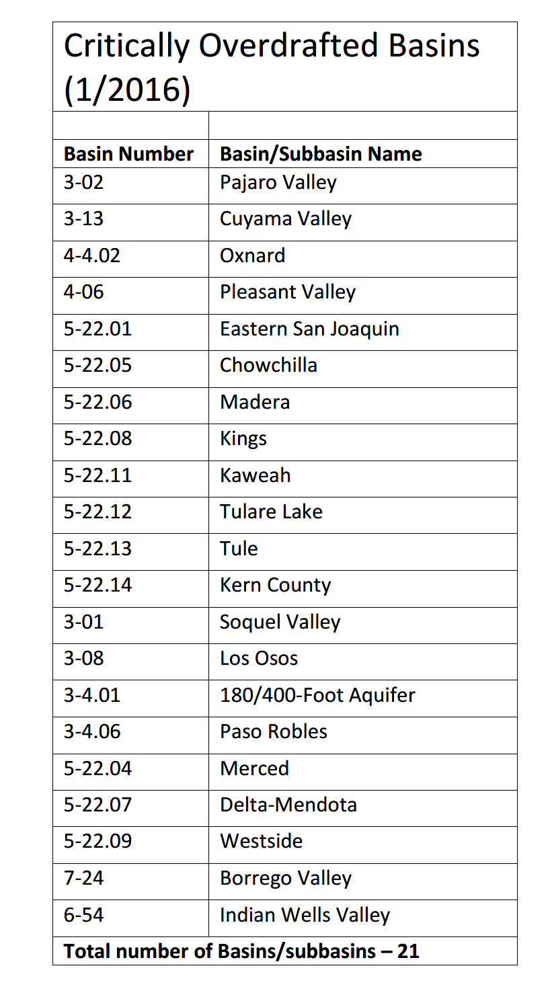 Critically Overdrafted Basins
(1/2016)
Basin Number Basin/Subbasin Name
3-02 Pajaro Valley
3-13 Cuyama Valley
4-4.02 Oxnard
4-06 Pleasant Valley
5-22.01 Eastern San Joaquin
5-22.05 Chowchilla
5-22.06 Madera
5-22.08 Kings
5-22.11 Kaweah
5-22.12 Tulare Lake
5-22.13 Tule
5-22.14 Kern County
3-01 Soquel Valley
3-08 Los Osos
3-4.01 180/400-Foot Aquifer
3-4.06 Paso Robles
5-22.04 Merced
5-22.07 Delta-Mendota
5-22.09 Westside
7-24 Borrego Valley
6-54 Indian Wells Valley
Total number of Basins/subbasins – 21